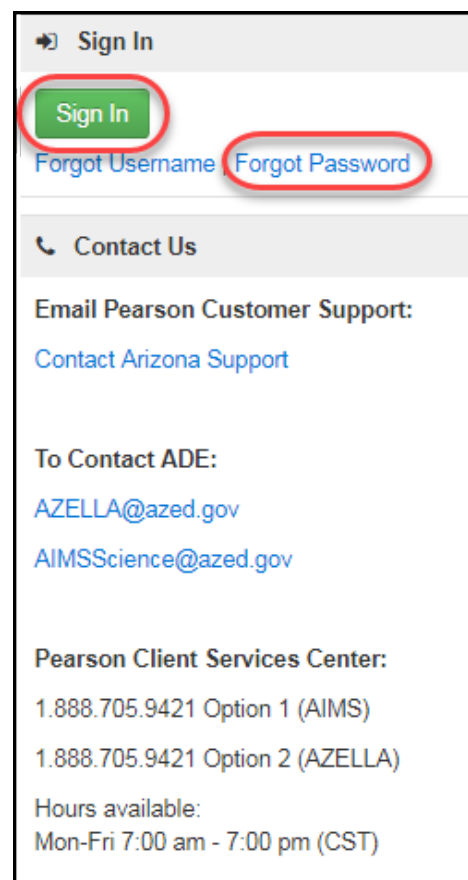 Sign In
Sign In
Forgot Username | Forgot Password
Contact Us
Email Pearson Customer Support:
Contact Arizona Support
To Contact ADE:
AZELLA@azed.gov
AIMSScience@azed.gov
Pearson Client Services Center:
1.888.705.9421 Option 1 (AIMS)
1.888.705.9421 Option 2 (AZELLA)
Hours available:
Mon-Fri 7:00 am - 7:00 pm (CST)